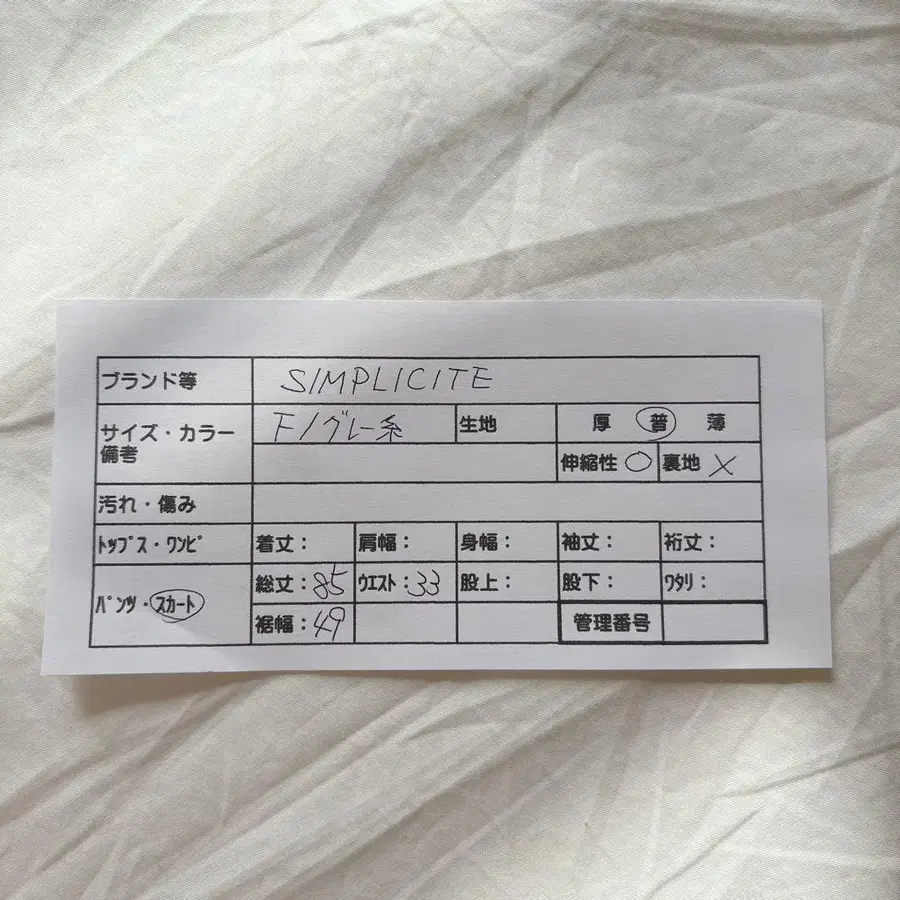 ブランド等 SIMPLICITE
サイズ・カラー 備考 F/グレー系 生地 厚 普 薄
伸縮性 ○ 裏地 ×
汚れ・傷み
ﾄｯﾌﾟｽ・ﾜﾝﾋﾟ 着丈： 肩幅： 身幅： 袖丈： 裄丈：
ﾊﾟﾝﾂ・ｽｶｰﾄ 総丈：85 ｳｴｽﾄ：33 股上： 股下： ﾜﾀﾘ：
裾幅：49 管理番号